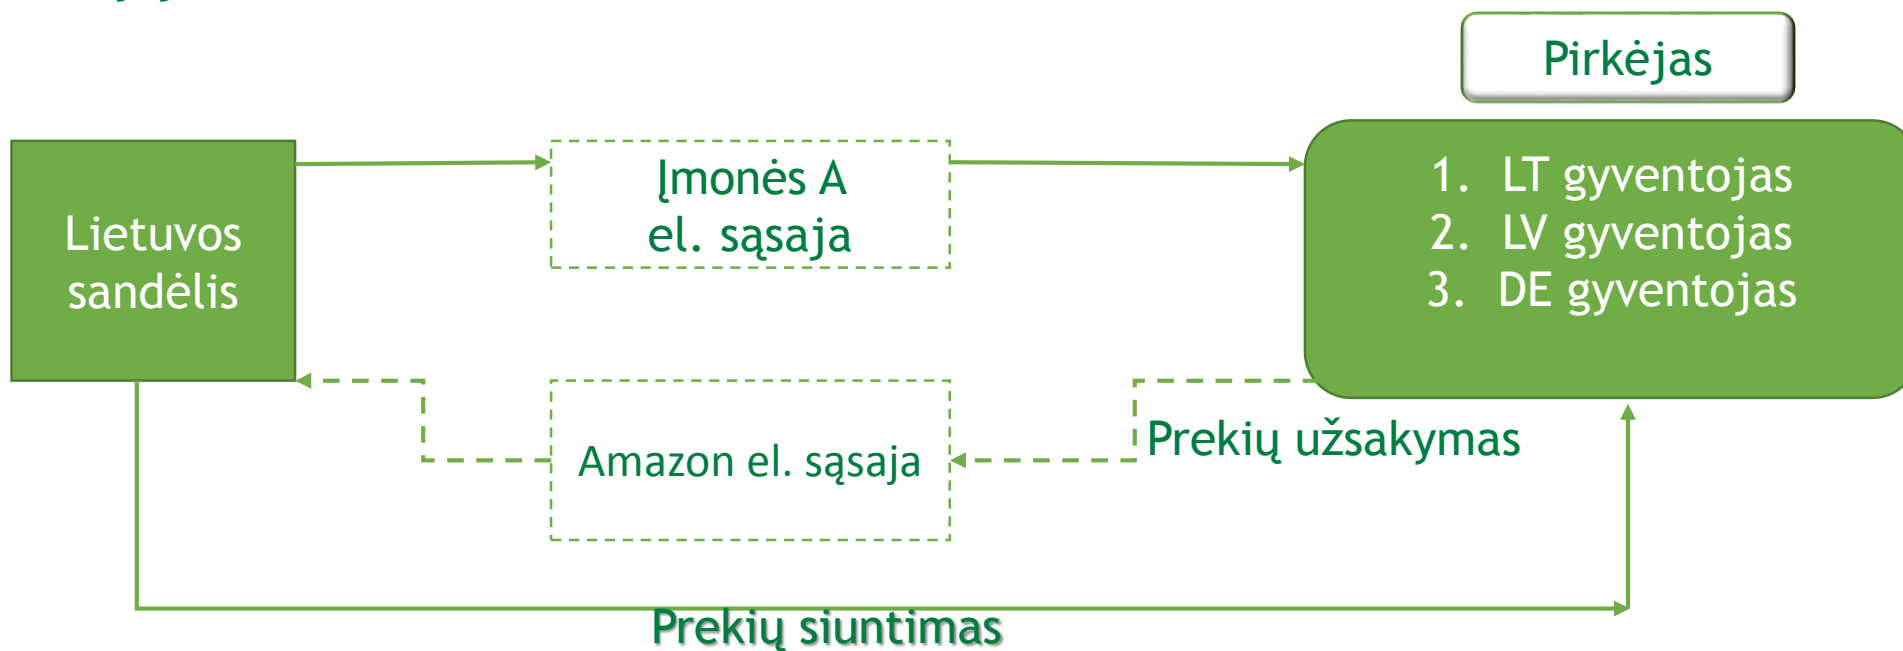 Pirkėjas
Lietuvos
sandėlis
Įmonės A
el. sąsaja
1. LT gyventojas
2. LV gyventojas
3. DE gyventojas
Amazon el. sąsaja
Prekių užsakymas
Prekių siuntimas